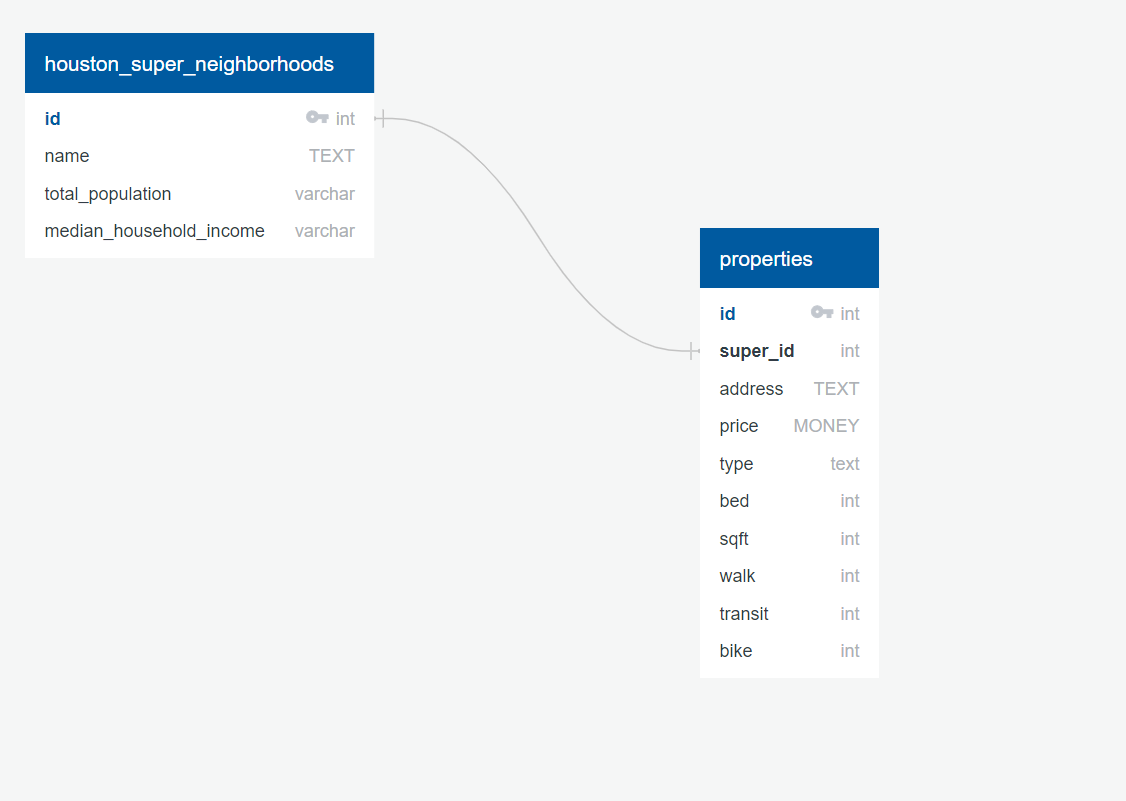 houston_super_neighborhoods
id int
name TEXT
total_population varchar
median_household_income varchar
properties
id int
super_id int
address TEXT
price MONEY
type text
bed int
sqft int
walk int
transit int
bike int